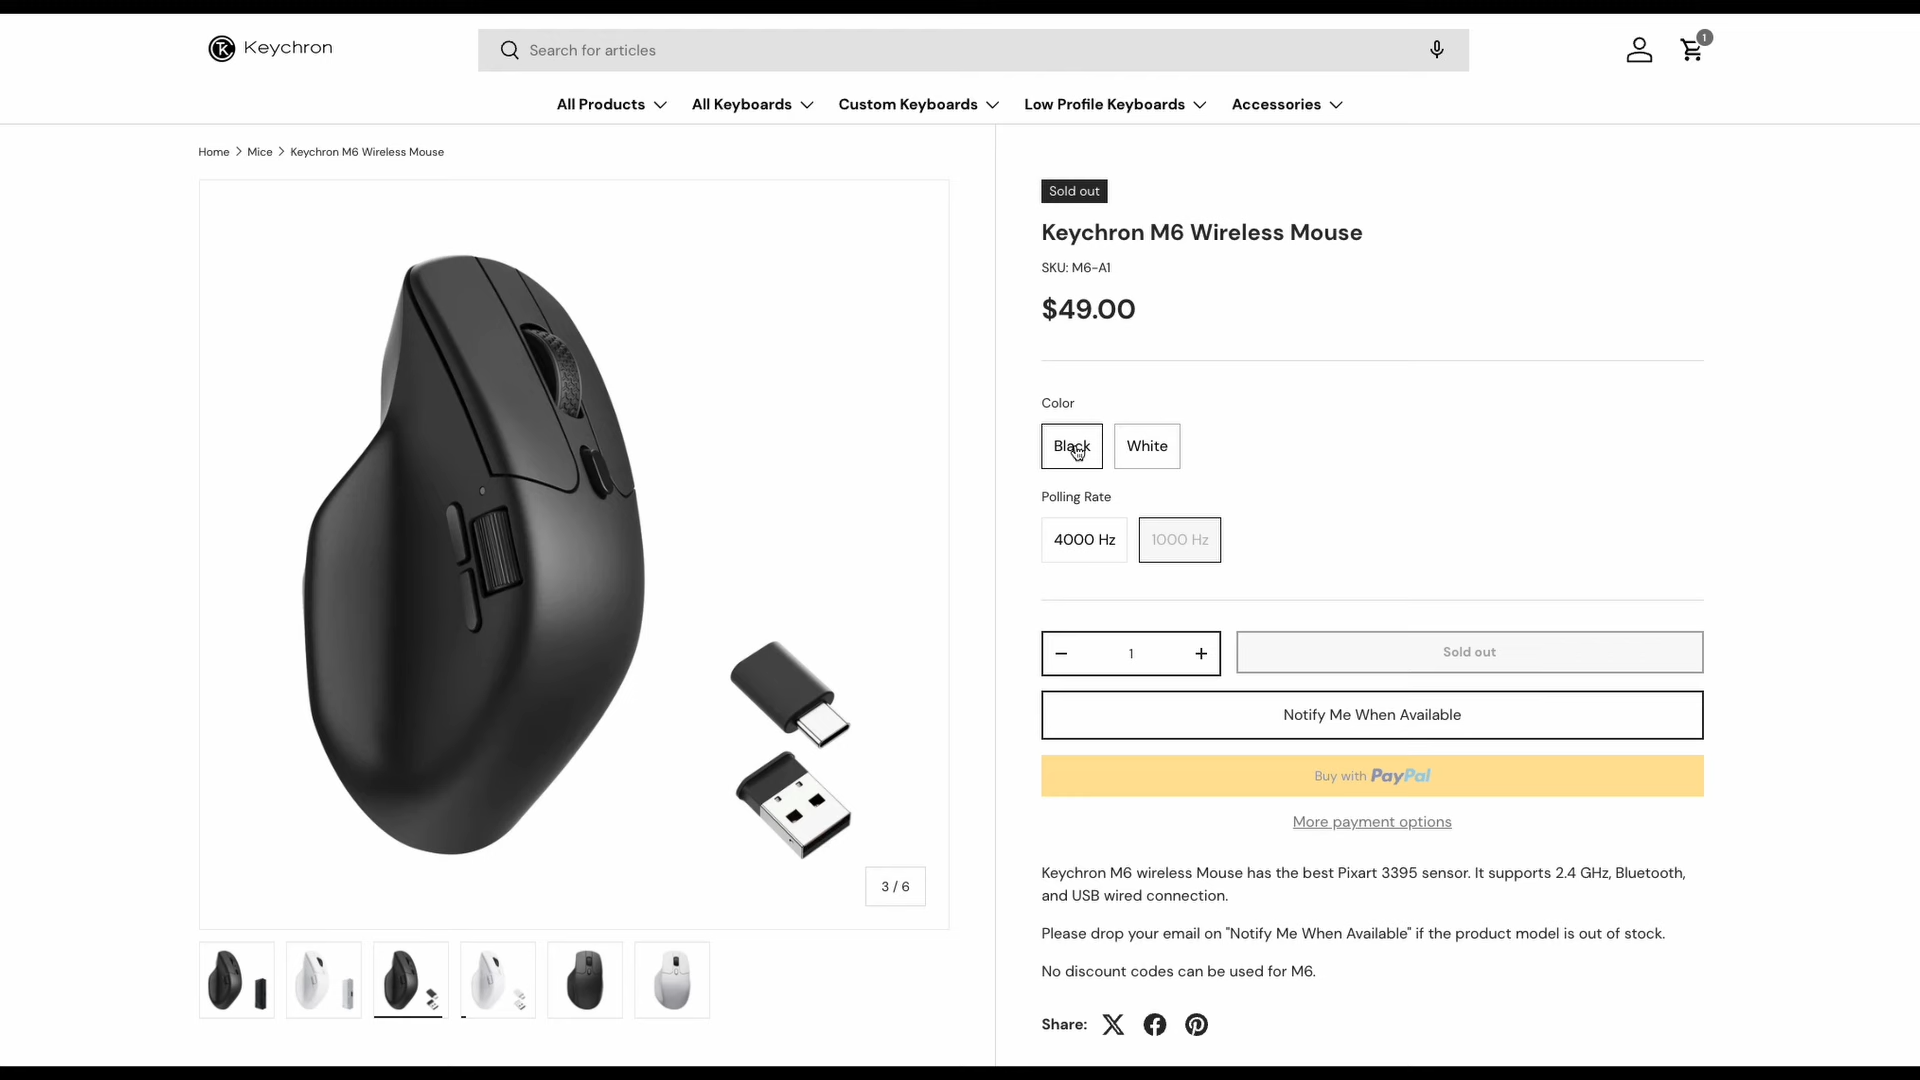 Keychron
Search for articles
1
All Products
All Keyboards
Custom Keyboards
Low Profile Keyboards
Accessories
Home > Mice > Keychron M6 Wireless Mouse
3 / 6
Sold out
Keychron M6 Wireless Mouse
SKU: M6-A1
$49.00
Color
Black
White
Polling Rate
4000 Hz
1000 Hz
− 1 +
Sold out
Notify Me When Available
Buy with PayPal
More payment options
Keychron M6 wireless Mouse has the best Pixart 3395 sensor. It supports 2.4 GHz, Bluetooth,
and USB wired connection.
Please drop your email on "Notify Me When Available" if the product model is out of stock.
No discount codes can be used for M6.
Share: